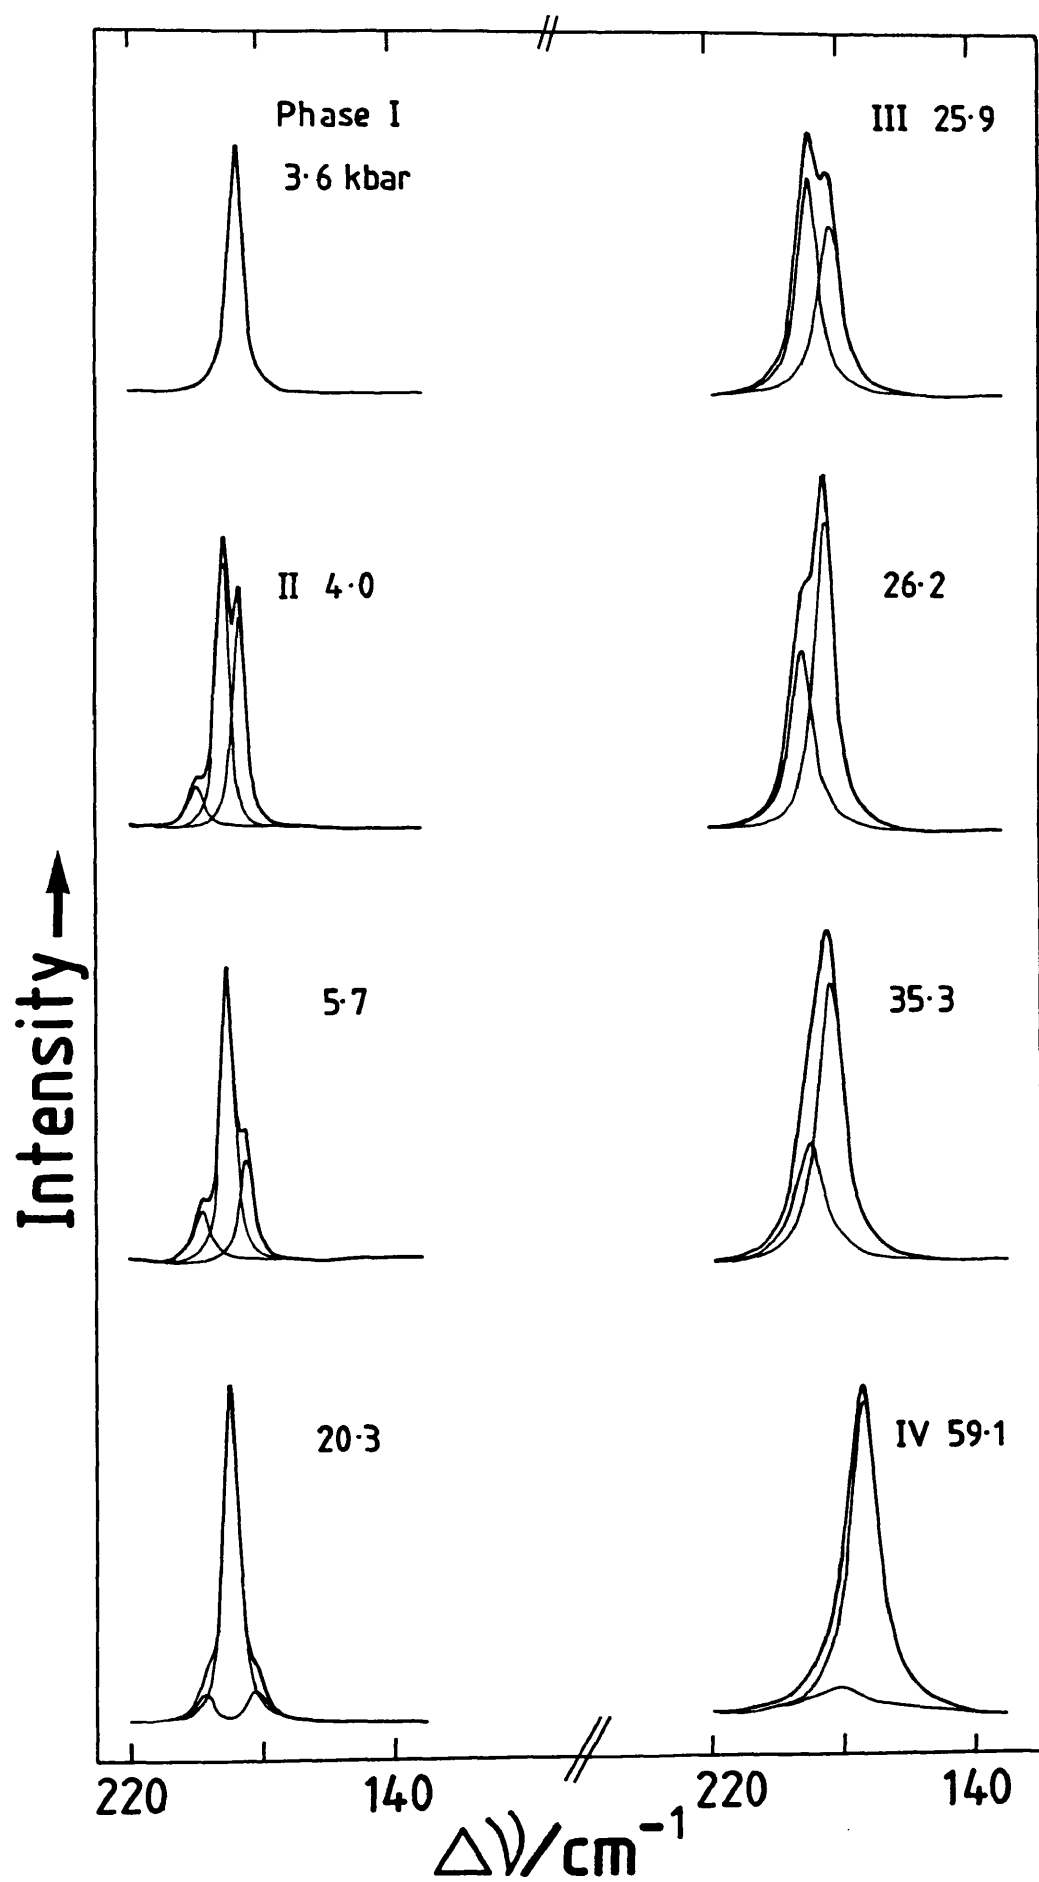 Phase I
3·6 kbar
III 25·9
II 4·0
26·2
5·7
35·3
20·3
IV 59·1
Intensity →
220 140 220 140
Δν/cm⁻¹